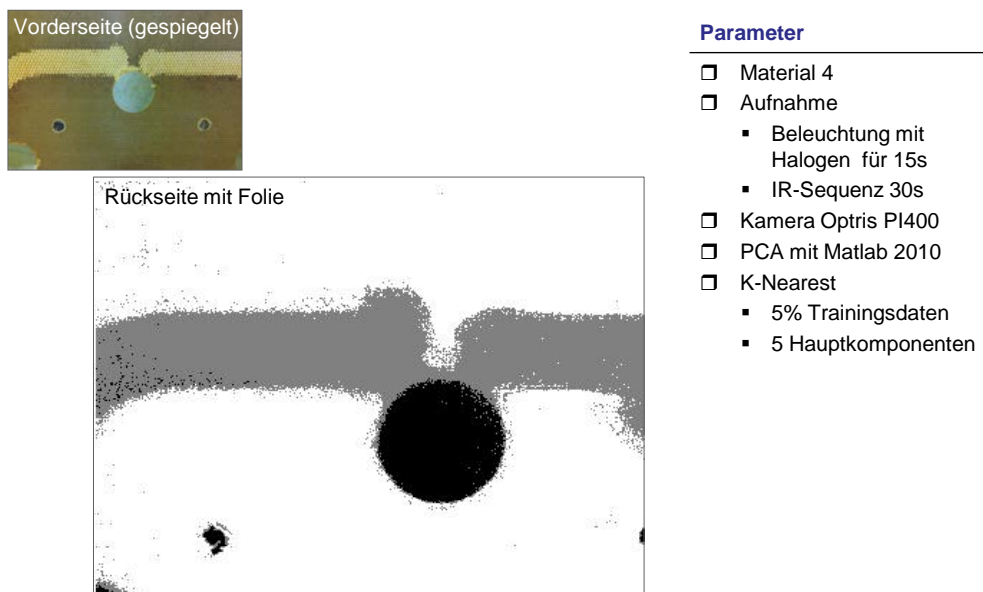 Vorderseite (gespiegelt)
Rückseite mit Folie
Parameter
Material 4
Aufnahme
Beleuchtung mit
Halogen für 15s
IR-Sequenz 30s
Kamera Optris PI400
PCA mit Matlab 2010
K-Nearest
5% Trainingsdaten
5 Hauptkomponenten